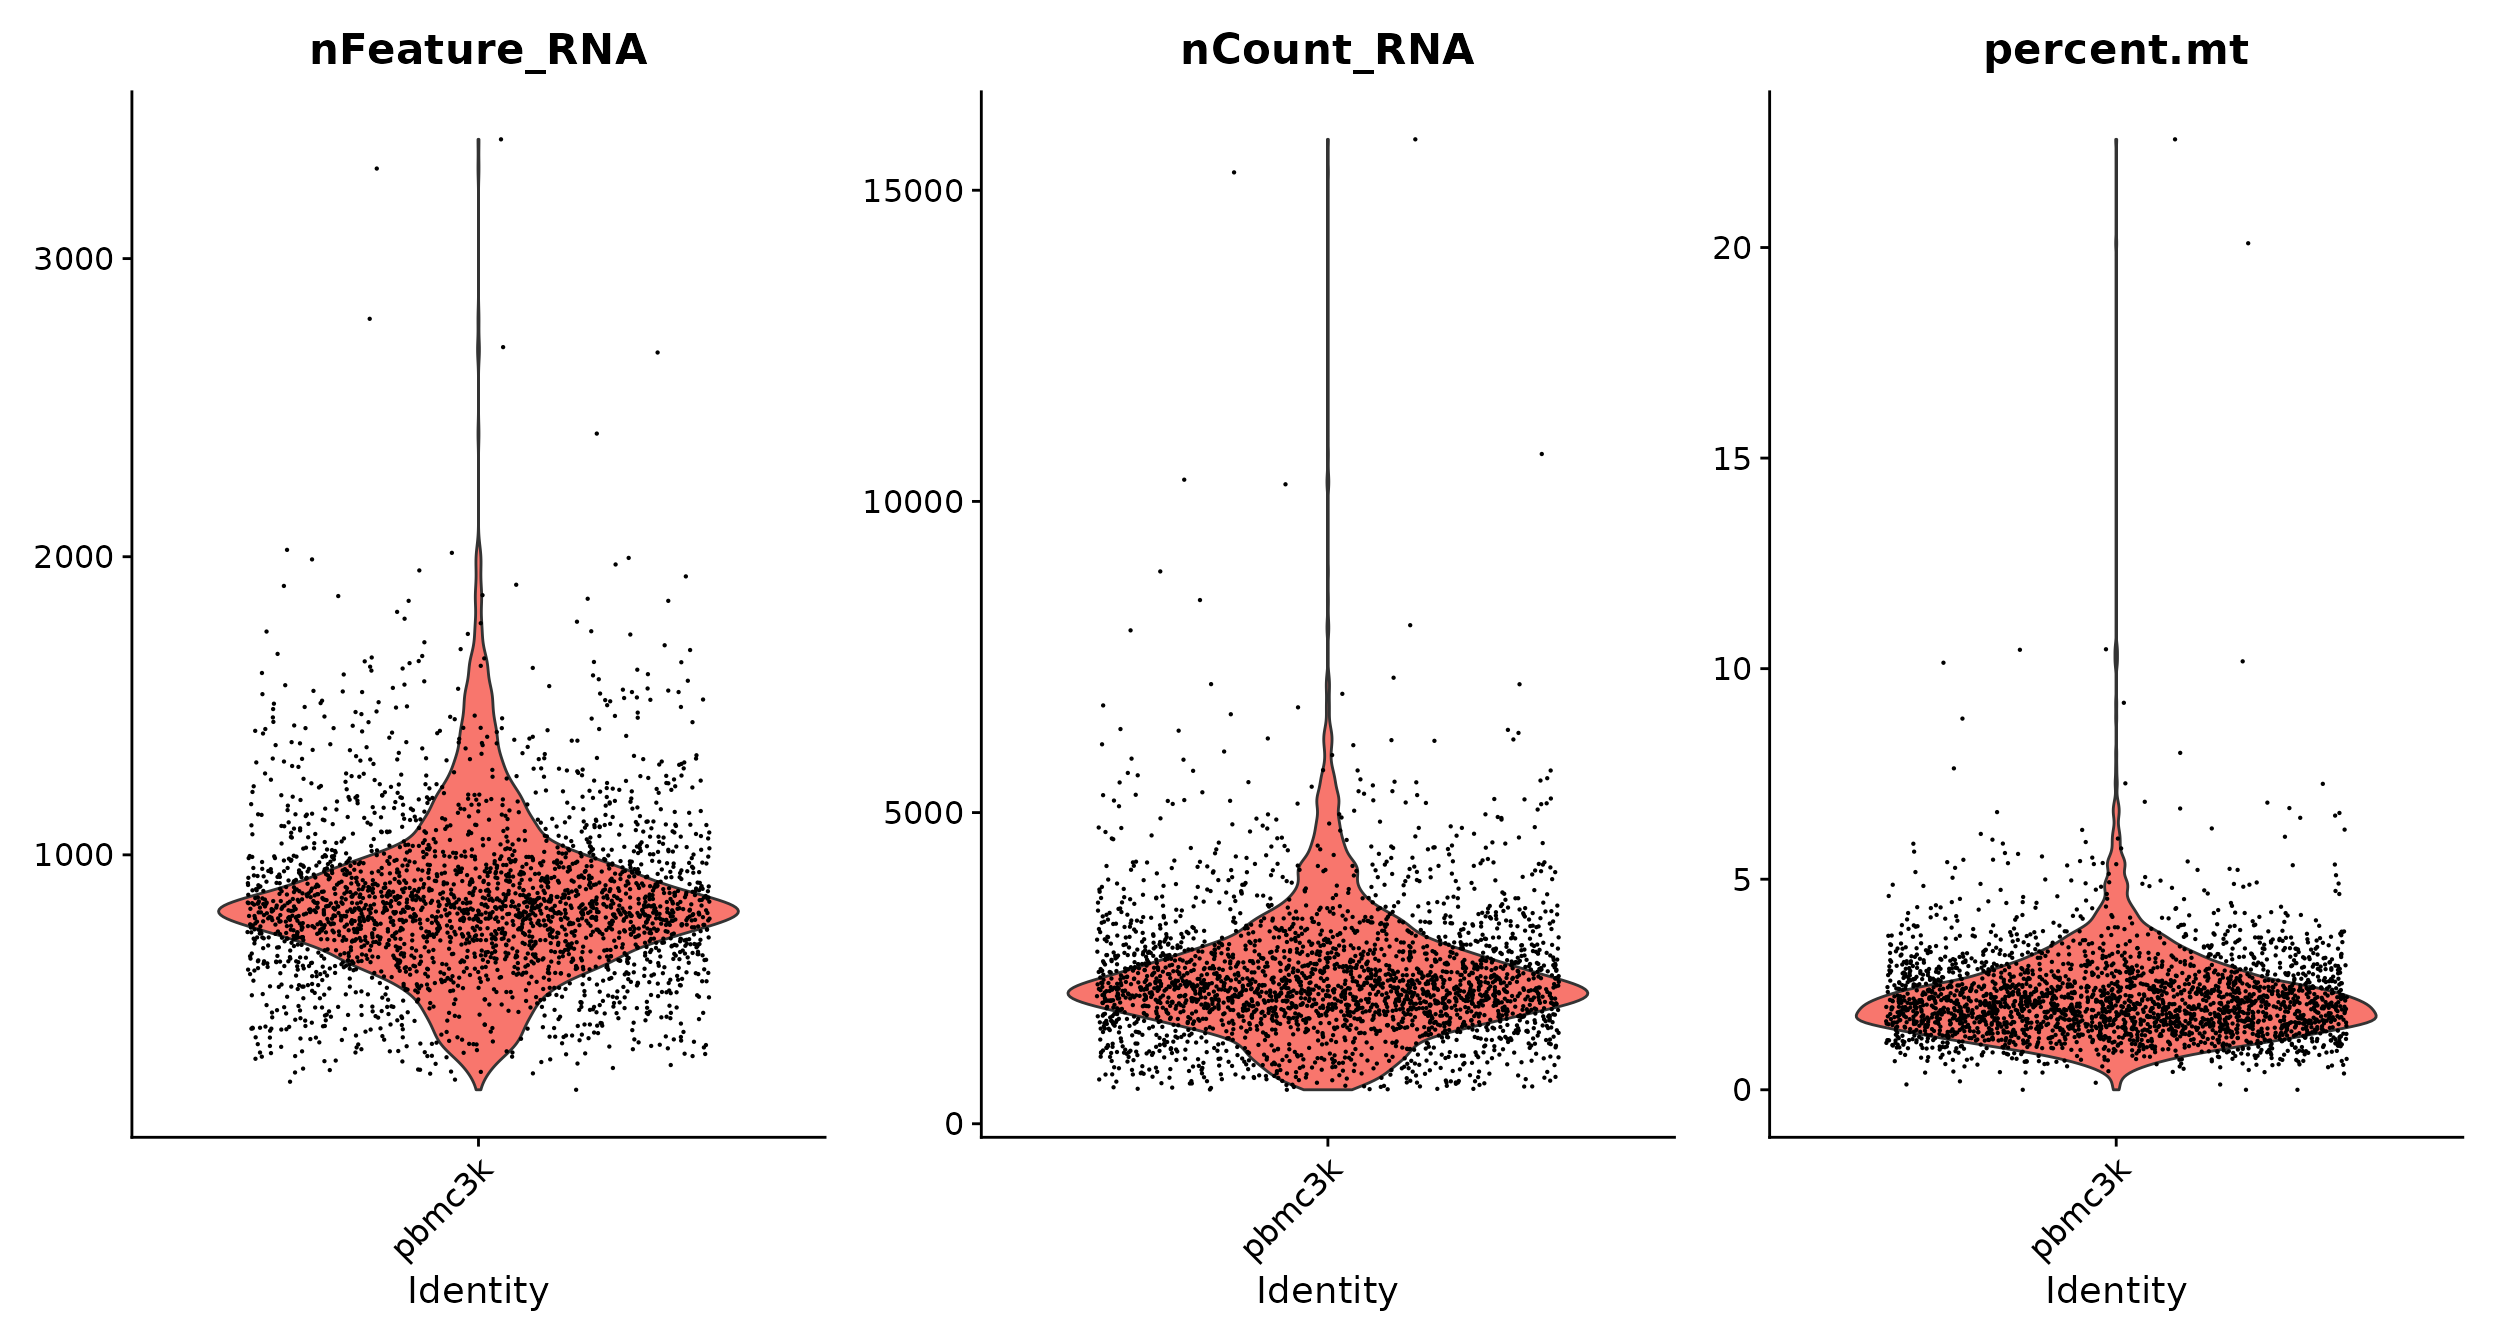 nFeature_RNA
3000
2000
1000
pbmc3k
Identity
nCount_RNA
15000
10000
5000
0
pbmc3k
Identity
percent.mt
20
15
10
5
0
pbmc3k
Identity